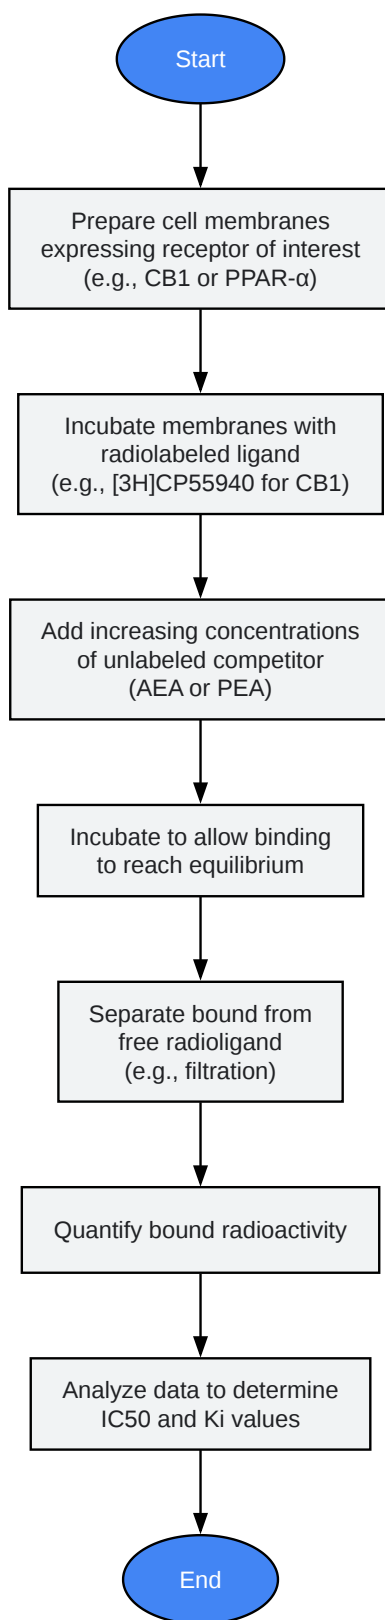 Start
Prepare cell membranes
expressing receptor of interest
(e.g., CB1 or PPAR-α)
Incubate membranes with
radiolabeled ligand
(e.g., [3H]CP55940 for CB1)
Add increasing concentrations
of unlabeled competitor
(AEA or PEA)
Incubate to allow binding
to reach equilibrium
Separate bound from
free radioligand
(e.g., filtration)
Quantify bound radioactivity
Analyze data to determine
IC50 and Ki values
End